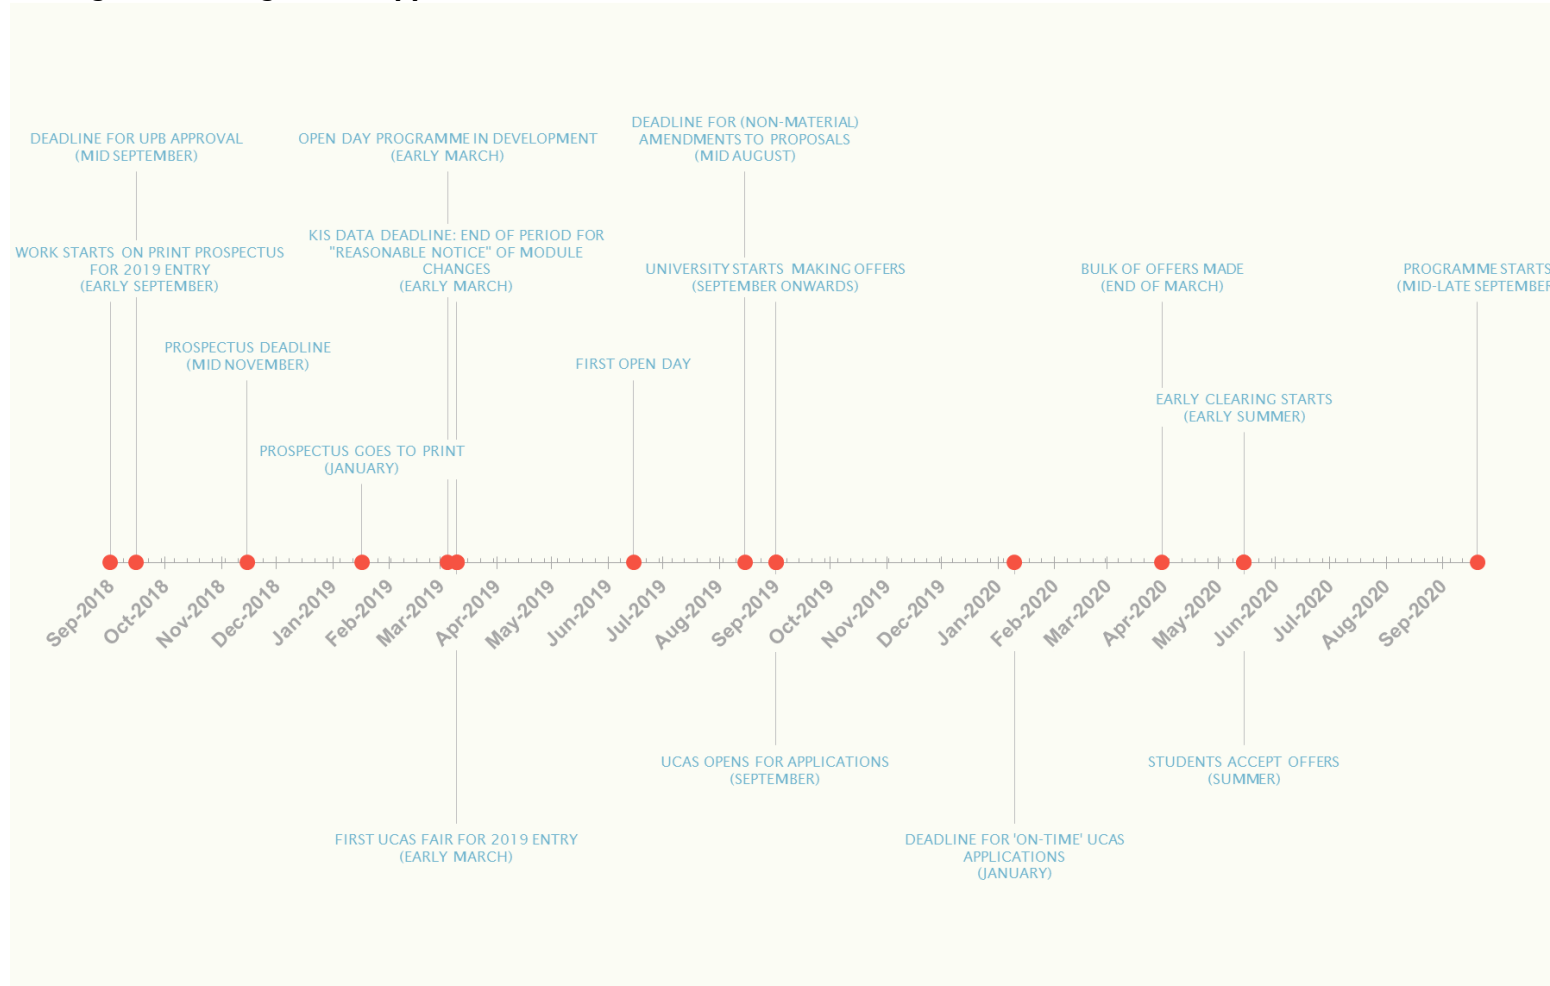 DEADLINE FOR UPB APPROVAL
(MID SEPTEMBER)
OPEN DAY PROGRAMME IN DEVELOPMENT
(EARLY MARCH)
DEADLINE FOR (NON-MATERIAL)
AMENDMENTS TO PROPOSALS
(MID AUGUST)
WORK STARTS ON PRINT PROSPECTUS
FOR 2019 ENTRY
(EARLY SEPTEMBER)
KIS DATA DEADLINE: END OF PERIOD FOR
"REASONABLE NOTICE" OF MODULE
CHANGES
(EARLY MARCH)
UNIVERSITY STARTS MAKING OFFERS
(SEPTEMBER ONWARDS)
BULK OF OFFERS MADE
(END OF MARCH)
PROGRAMME STARTS
(MID-LATE SEPTEMBER
PROSPECTUS DEADLINE
(MID NOVEMBER)
FIRST OPEN DAY
EARLY CLEARING STARTS
(EARLY SUMMER)
PROSPECTUS GOES TO PRINT
(JANUARY)
Sep-2018
Oct-2018
Nov-2018
Dec-2018
Jan-2019
Feb-2019
Mar-2019
Apr-2019
May-2019
Jun-2019
Jul-2019
Aug-2019
Sep-2019
Oct-2019
Nov-2019
Dec-2019
Jan-2020
Feb-2020
Mar-2020
Apr-2020
May-2020
Jun-2020
Jul-2020
Aug-2020
Sep-2020
UCAS OPENS FOR APPLICATIONS
(SEPTEMBER)
STUDENTS ACCEPT OFFERS
(SUMMER)
FIRST UCAS FAIR FOR 2019 ENTRY
(EARLY MARCH)
DEADLINE FOR 'ON-TIME' UCAS
APPLICATIONS
(JANUARY)